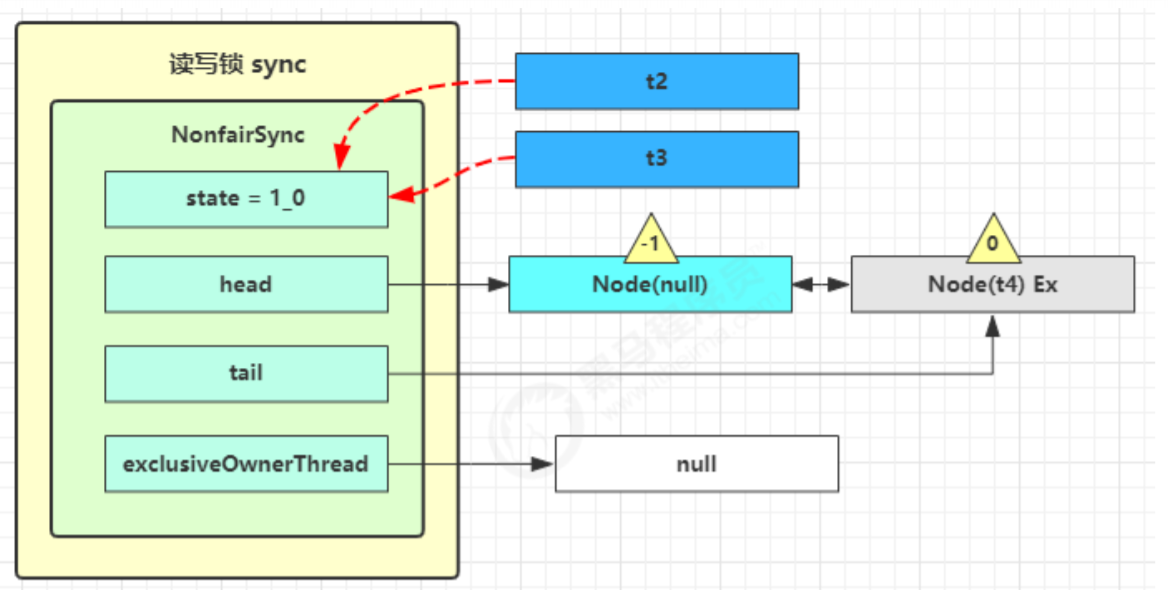 读写锁 sync
NonfairSync
state = 1_0
head
tail
exclusiveOwnerThread
t2
t3
-1
Node(null)
0
Node(t4) Ex
null
黑马程序员
www.itheima.com